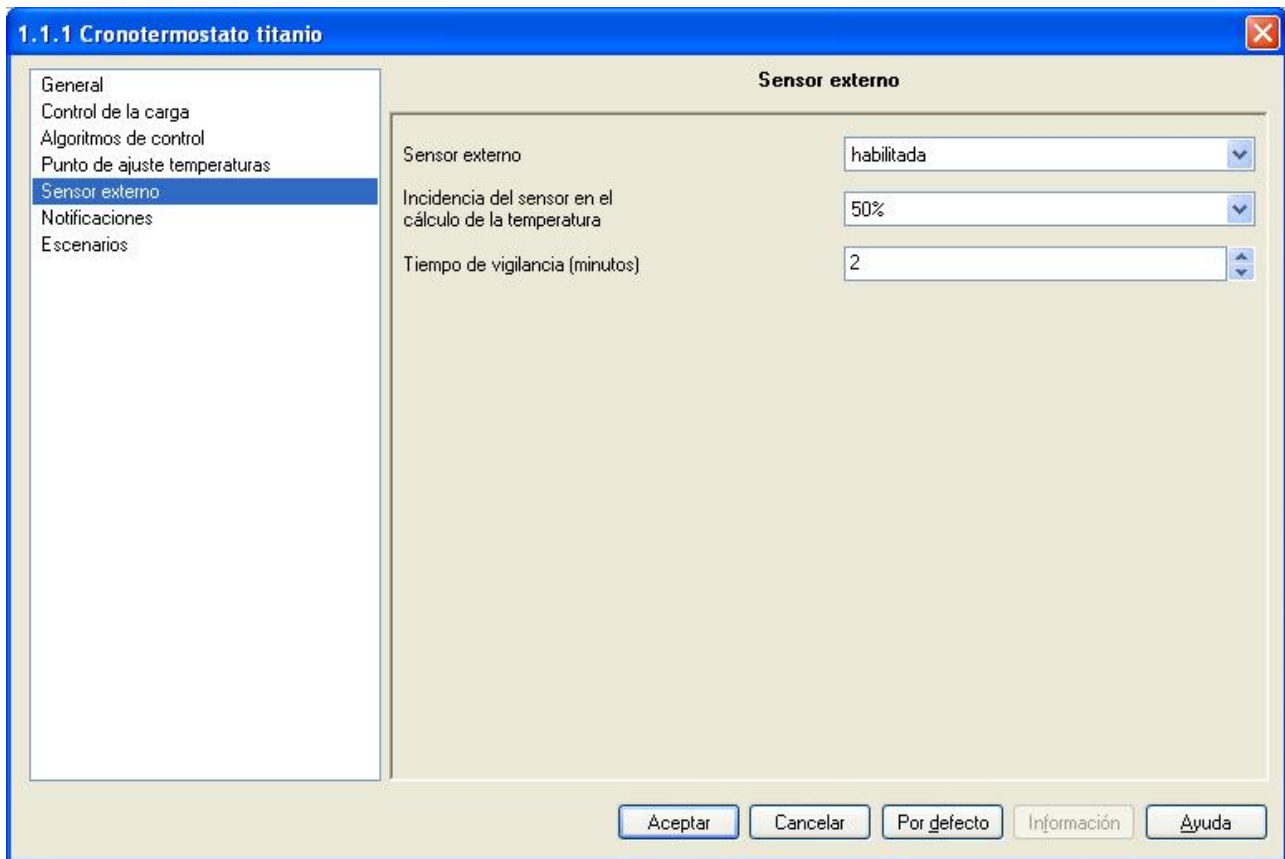 1.1.1 Cronotermostato titanio
General
Control de la carga
Algoritmos de control
Punto de ajuste temperaturas
Sensor externo
Notificaciones
Escenarios
Sensor externo
Sensor externo
habilitada
Incidencia del sensor en el
cálculo de la temperatura
50%
Tiempo de vigilancia (minutos)
2
Aceptar
Cancelar
Por defecto
Información
Ayuda